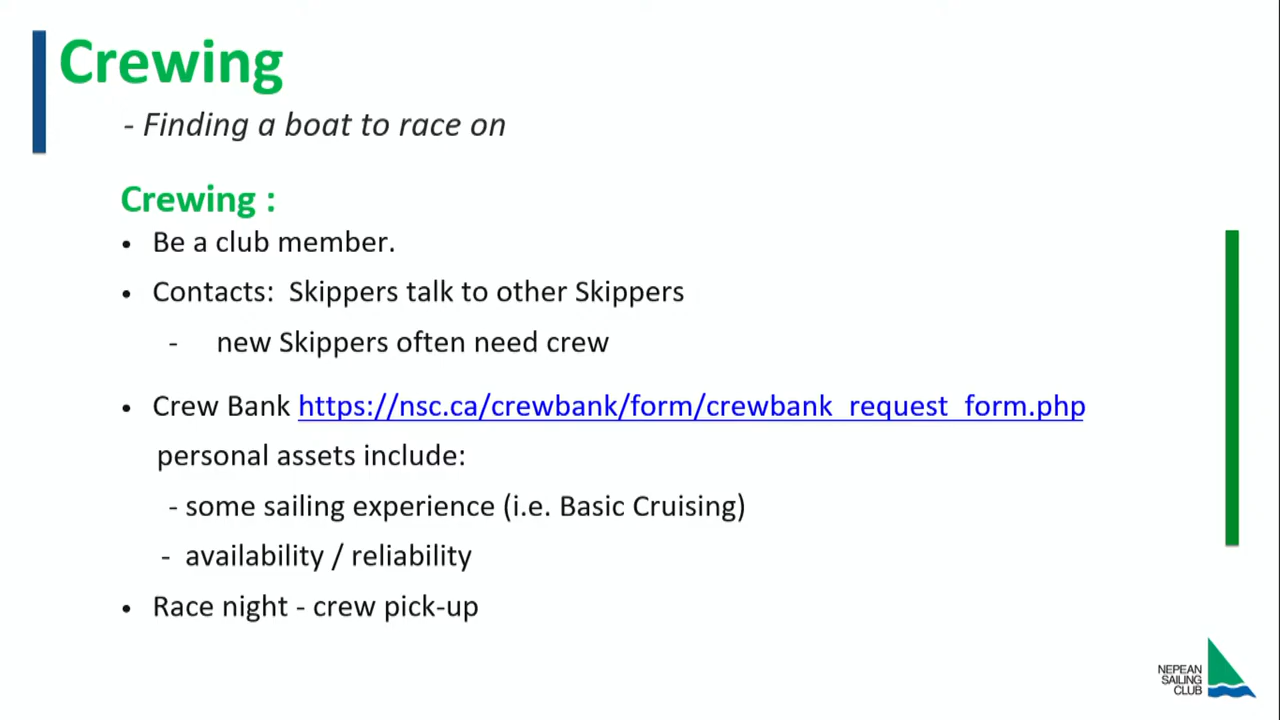 Crewing
- Finding a boat to race on
Crewing :
• Be a club member.
• Contacts:  Skippers talk to other Skippers
- new Skippers often need crew
• Crew Bank https://nsc.ca/crewbank/form/crewbank_request_form.php
personal assets include:
- some sailing experience (i.e. Basic Cruising)
- availability / reliability
• Race night - crew pick-up
NEPEAN
SAILING
CLUB